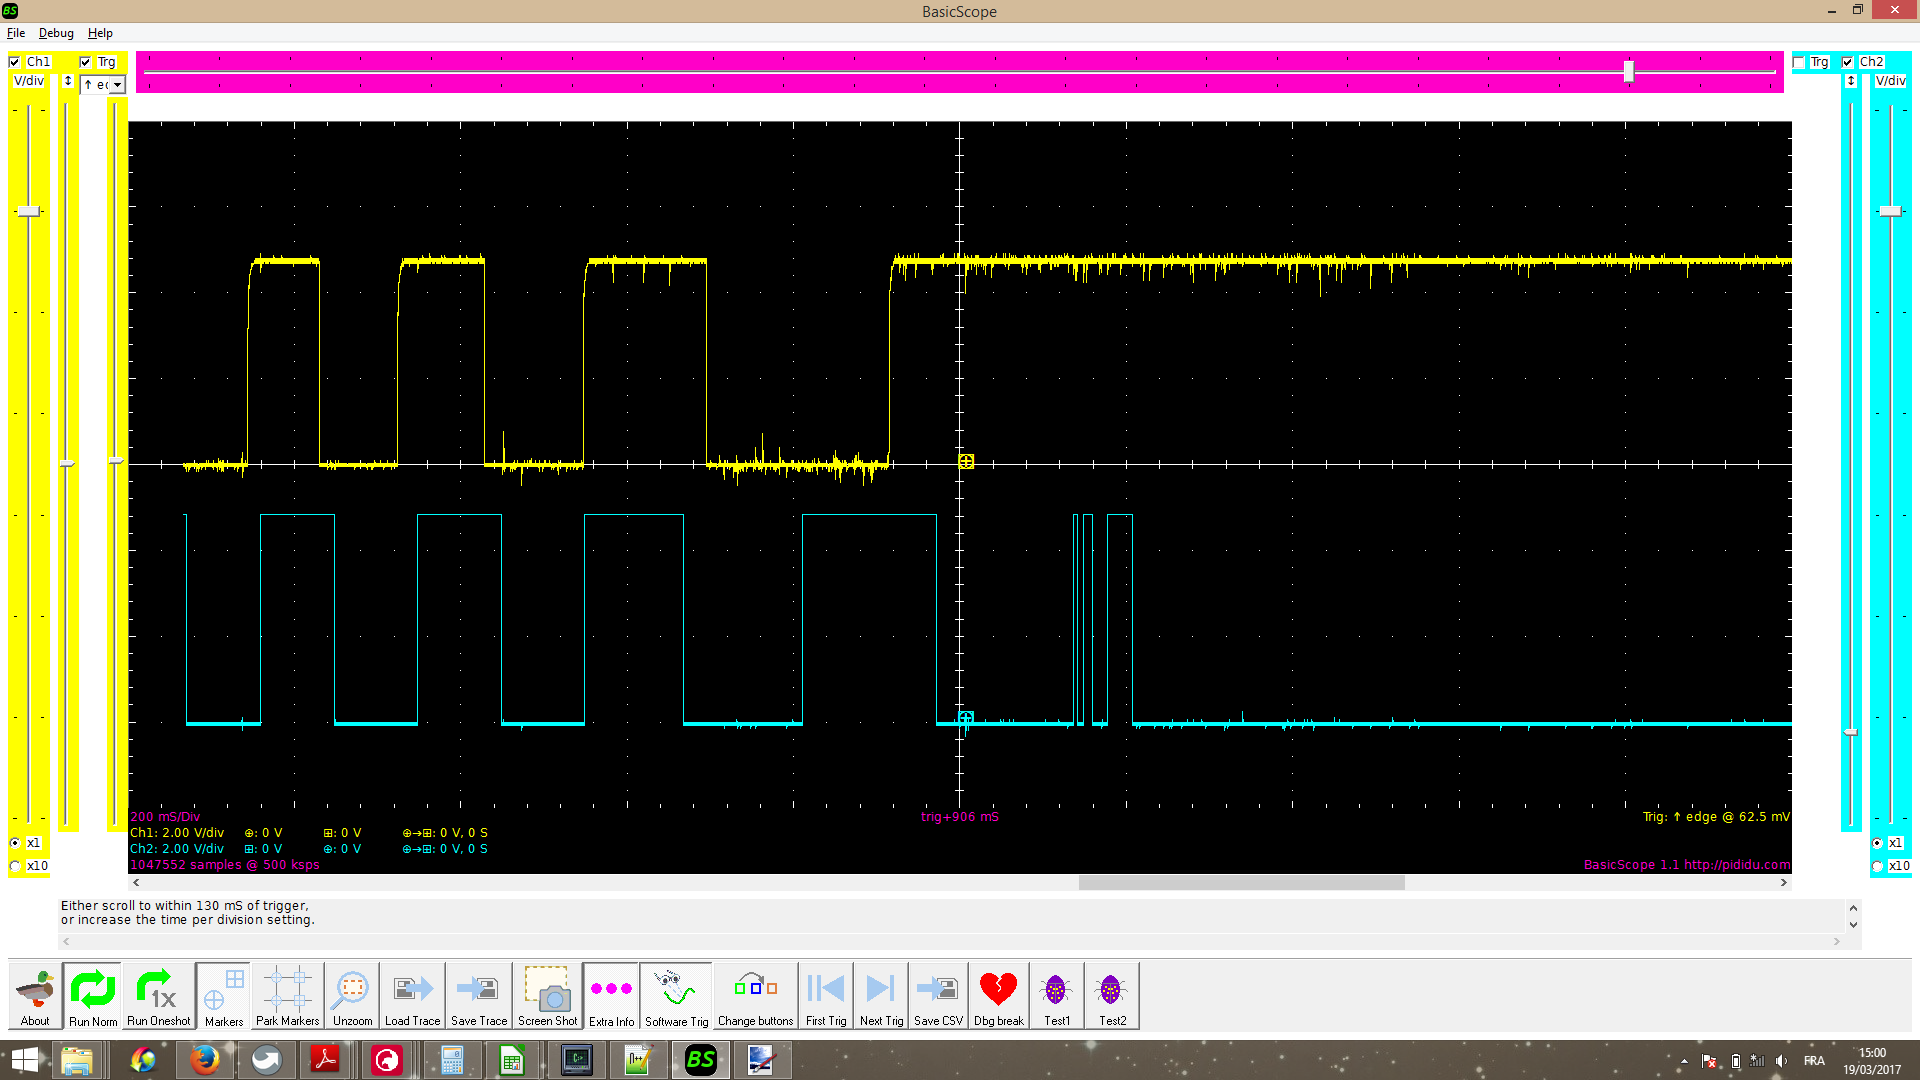 BS BasicScope
File Debug Help
Ch1 Trg
Trg Ch2
V/div ↕ ↑ ec
↕ V/div
200 mS/Div trig+906 mS Trig: ↑ edge @ 62.5 mV
Ch1: 2.00 V/div ⊕: 0 V ⊞: 0 V ⊕→⊞: 0 V, 0 S
Ch2: 2.00 V/div ⊞: 0 V ⊕: 0 V ⊕→⊞: 0 V, 0 S
1047552 samples @ 500 ksps BasicScope 1.1 http://pididu.com
x1
x10
x1
x10
Either scroll to within 130 mS of trigger,
or increase the time per division setting.
1x
About Run Norm Run Oneshot Markers Park Markers Unzoom Load Trace Save Trace Screen Shot Extra Info Software Trig Change buttons First Trig Next Trig Save CSV Dbg break Test1 Test2
BS
FRA
15:00
19/03/2017